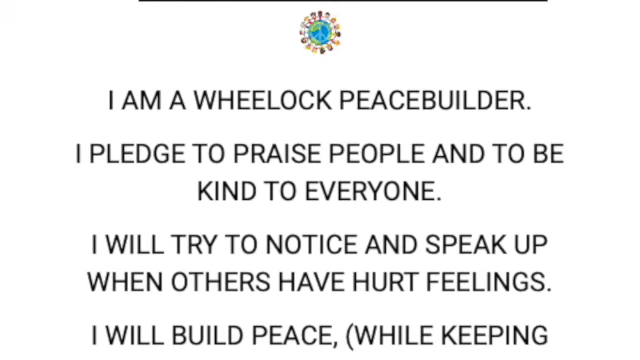 I AM A WHEELOCK PEACEBUILDER.
I PLEDGE TO PRAISE PEOPLE AND TO BE
KIND TO EVERYONE.
I WILL TRY TO NOTICE AND SPEAK UP
WHEN OTHERS HAVE HURT FEELINGS.
I WILL BUILD PEACE, (WHILE KEEPING